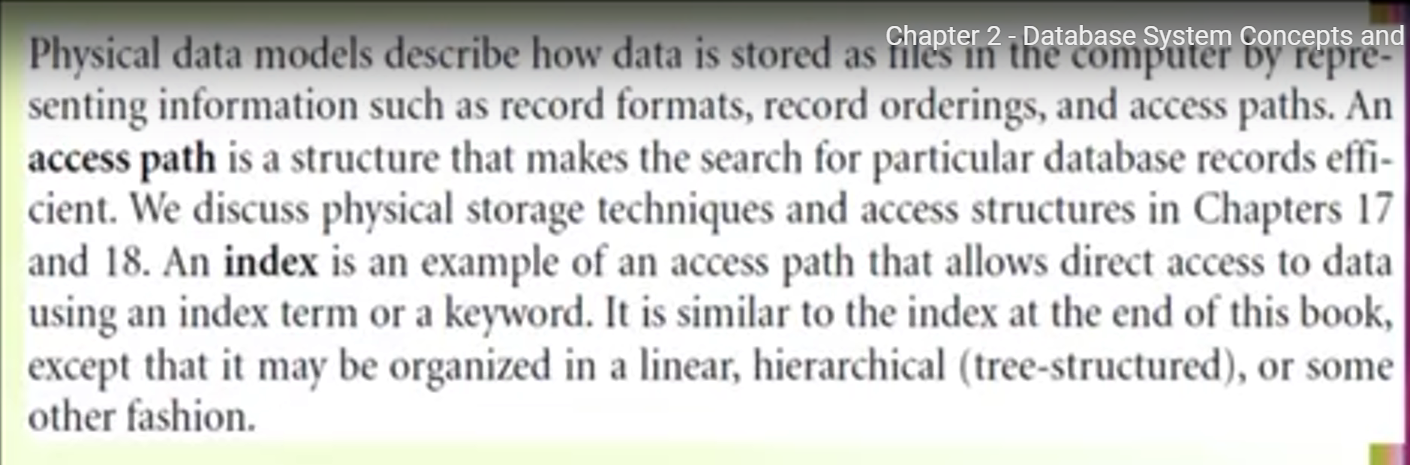 Chapter 2 - Database System Concepts and
Physical data models describe how data is stored as files in the computer by repre-
senting information such as record formats, record orderings, and access paths. An
access path is a structure that makes the search for particular database records effi-
cient. We discuss physical storage techniques and access structures in Chapters 17
and 18. An index is an example of an access path that allows direct access to data
using an index term or a keyword. It is similar to the index at the end of this book,
except that it may be organized in a linear, hierarchical (tree-structured), or some
other fashion.